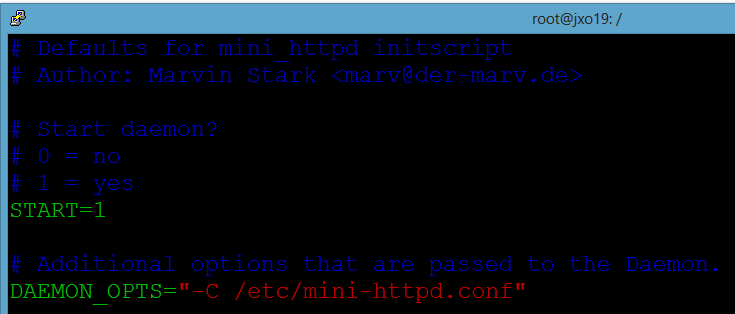 root@jxo19: /
# Defaults for mini_httpd initscript
# Author: Marvin Stark <marv@der-marv.de>
# Start daemon?
# 0 = no
# 1 = yes
START=1
# Additional options that are passed to the Daemon.
DAEMON_OPTS="-C /etc/mini-httpd.conf"